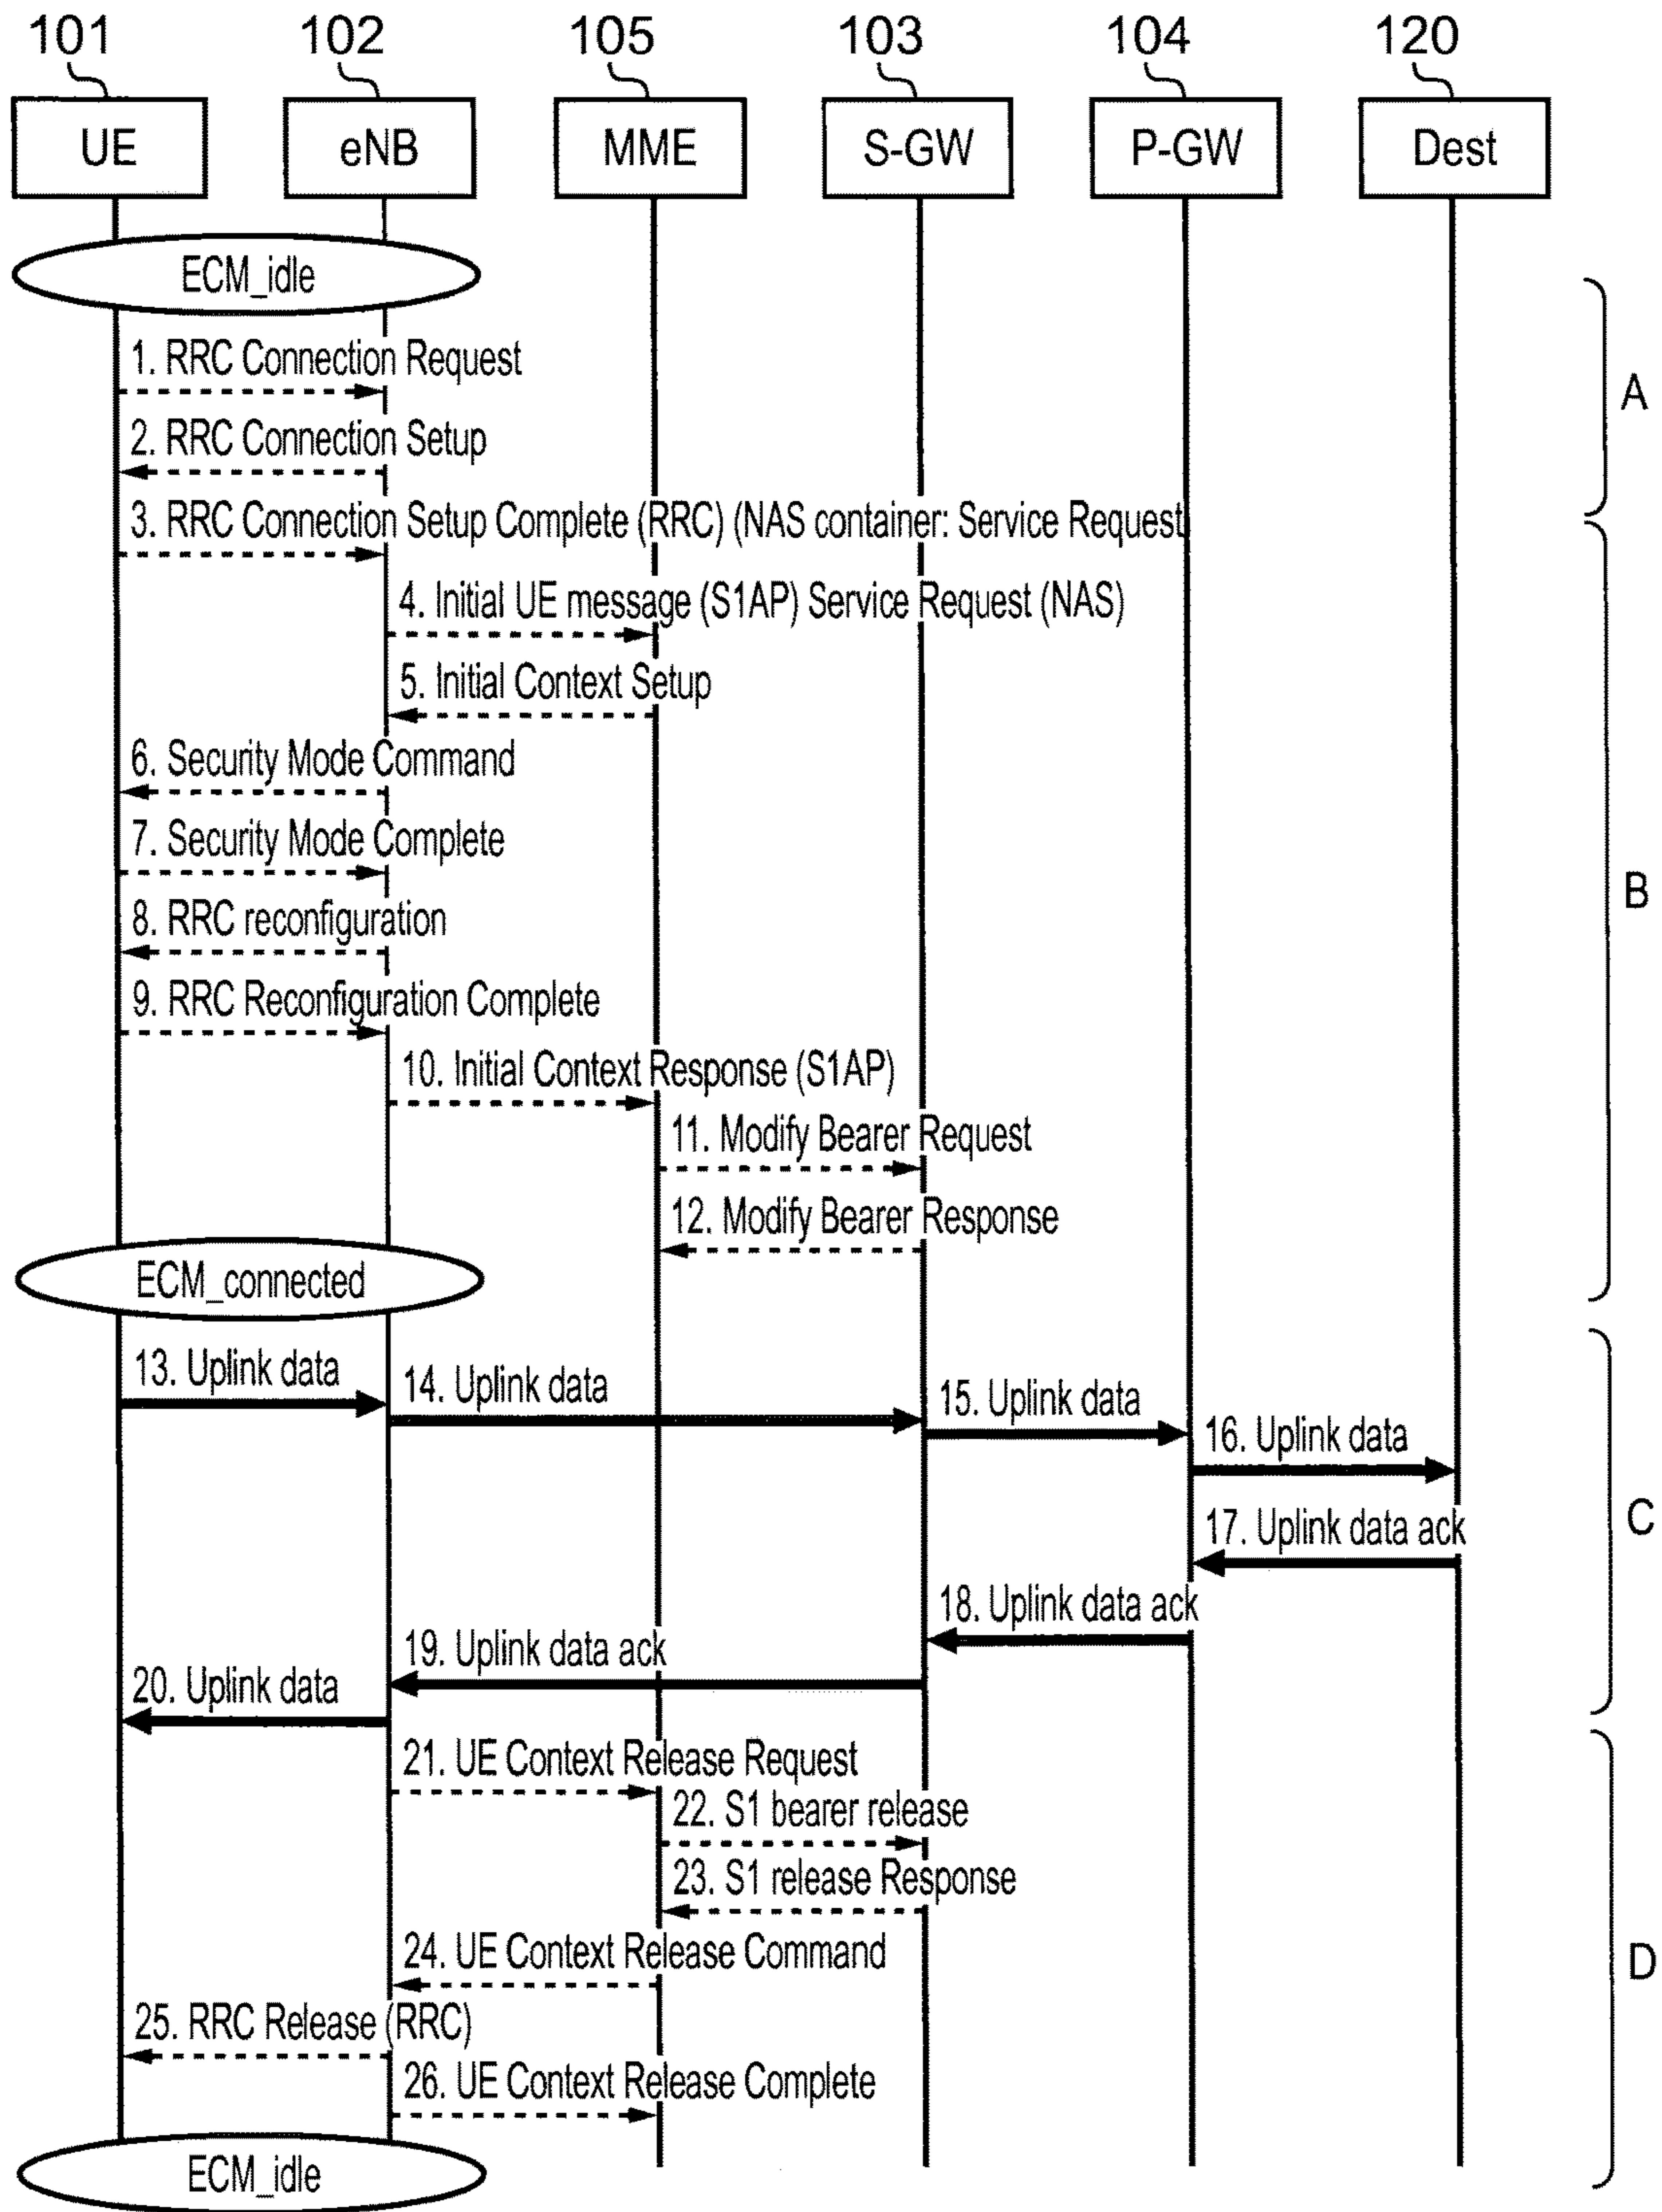 101 102 105 103 104 120
UE eNB MME S-GW P-GW Dest
ECM_idle
1. RRC Connection Request
A
2. RRC Connection Setup
3. RRC Connection Setup Complete (RRC) (NAS container: Service Request
4. Initial UE message (S1AP) Service Request (NAS)
5. Initial Context Setup
6. Security Mode Command
7. Security Mode Complete
B
8. RRC reconfiguration
9. RRC Reconfiguration Complete
10. Initial Context Response (S1AP)
11. Modify Bearer Request
12. Modify Bearer Response
ECM_connected
13. Uplink data
14. Uplink data
15. Uplink data
16. Uplink data
C
17. Uplink data ack
18. Uplink data ack
19. Uplink data ack
20. Uplink data
21. UE Context Release Request
22. S1 bearer release
23. S1 release Response
24. UE Context Release Command
D
25. RRC Release (RRC)
26. UE Context Release Complete
ECM_idle